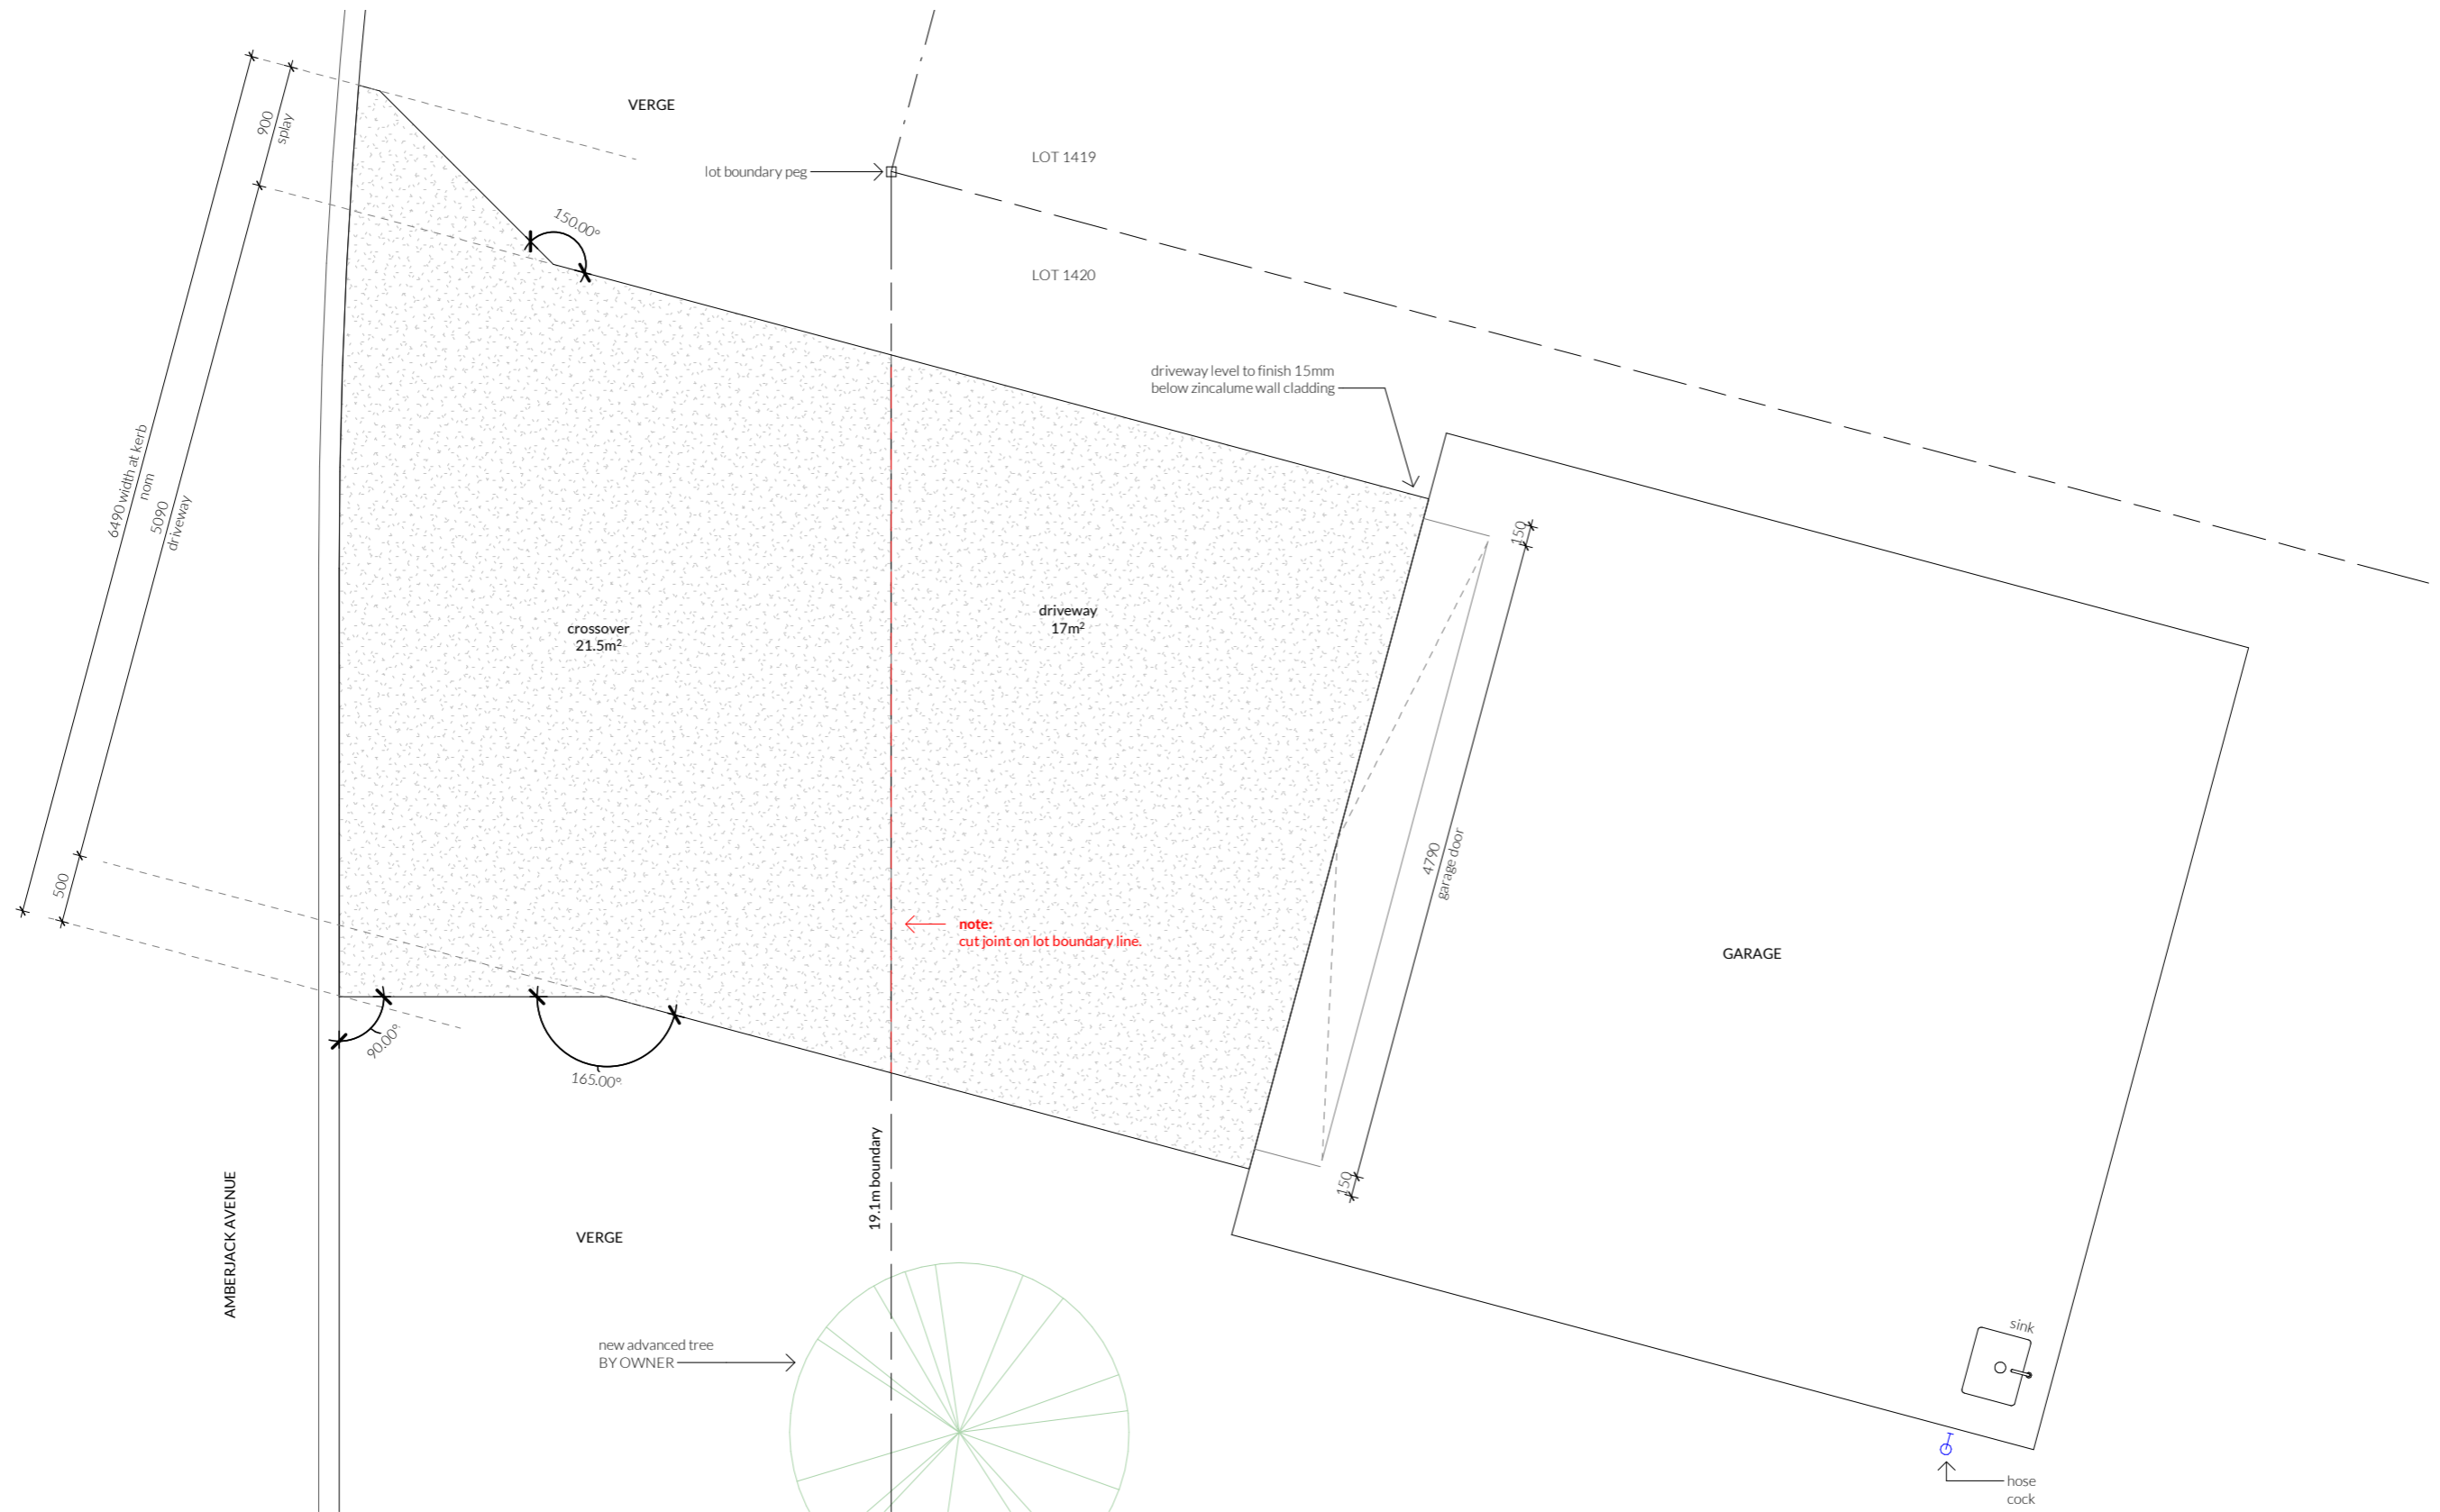 VERGE
900
splay
lot boundary peg
LOT 1419
150.00°
LOT 1420
driveway level to finish 15mm
below zincalume wall cladding
6490 width at kerb
nom
5090
driveway
150
crossover
21.5m²
driveway
17m²
4790
garage door
500
note:
cut joint on lot boundary line.
GARAGE
90.00°
165.00°
150
19.1m boundary
AMBERJACK AVENUE
VERGE
new advanced tree
BY OWNER
sink
hose
cock